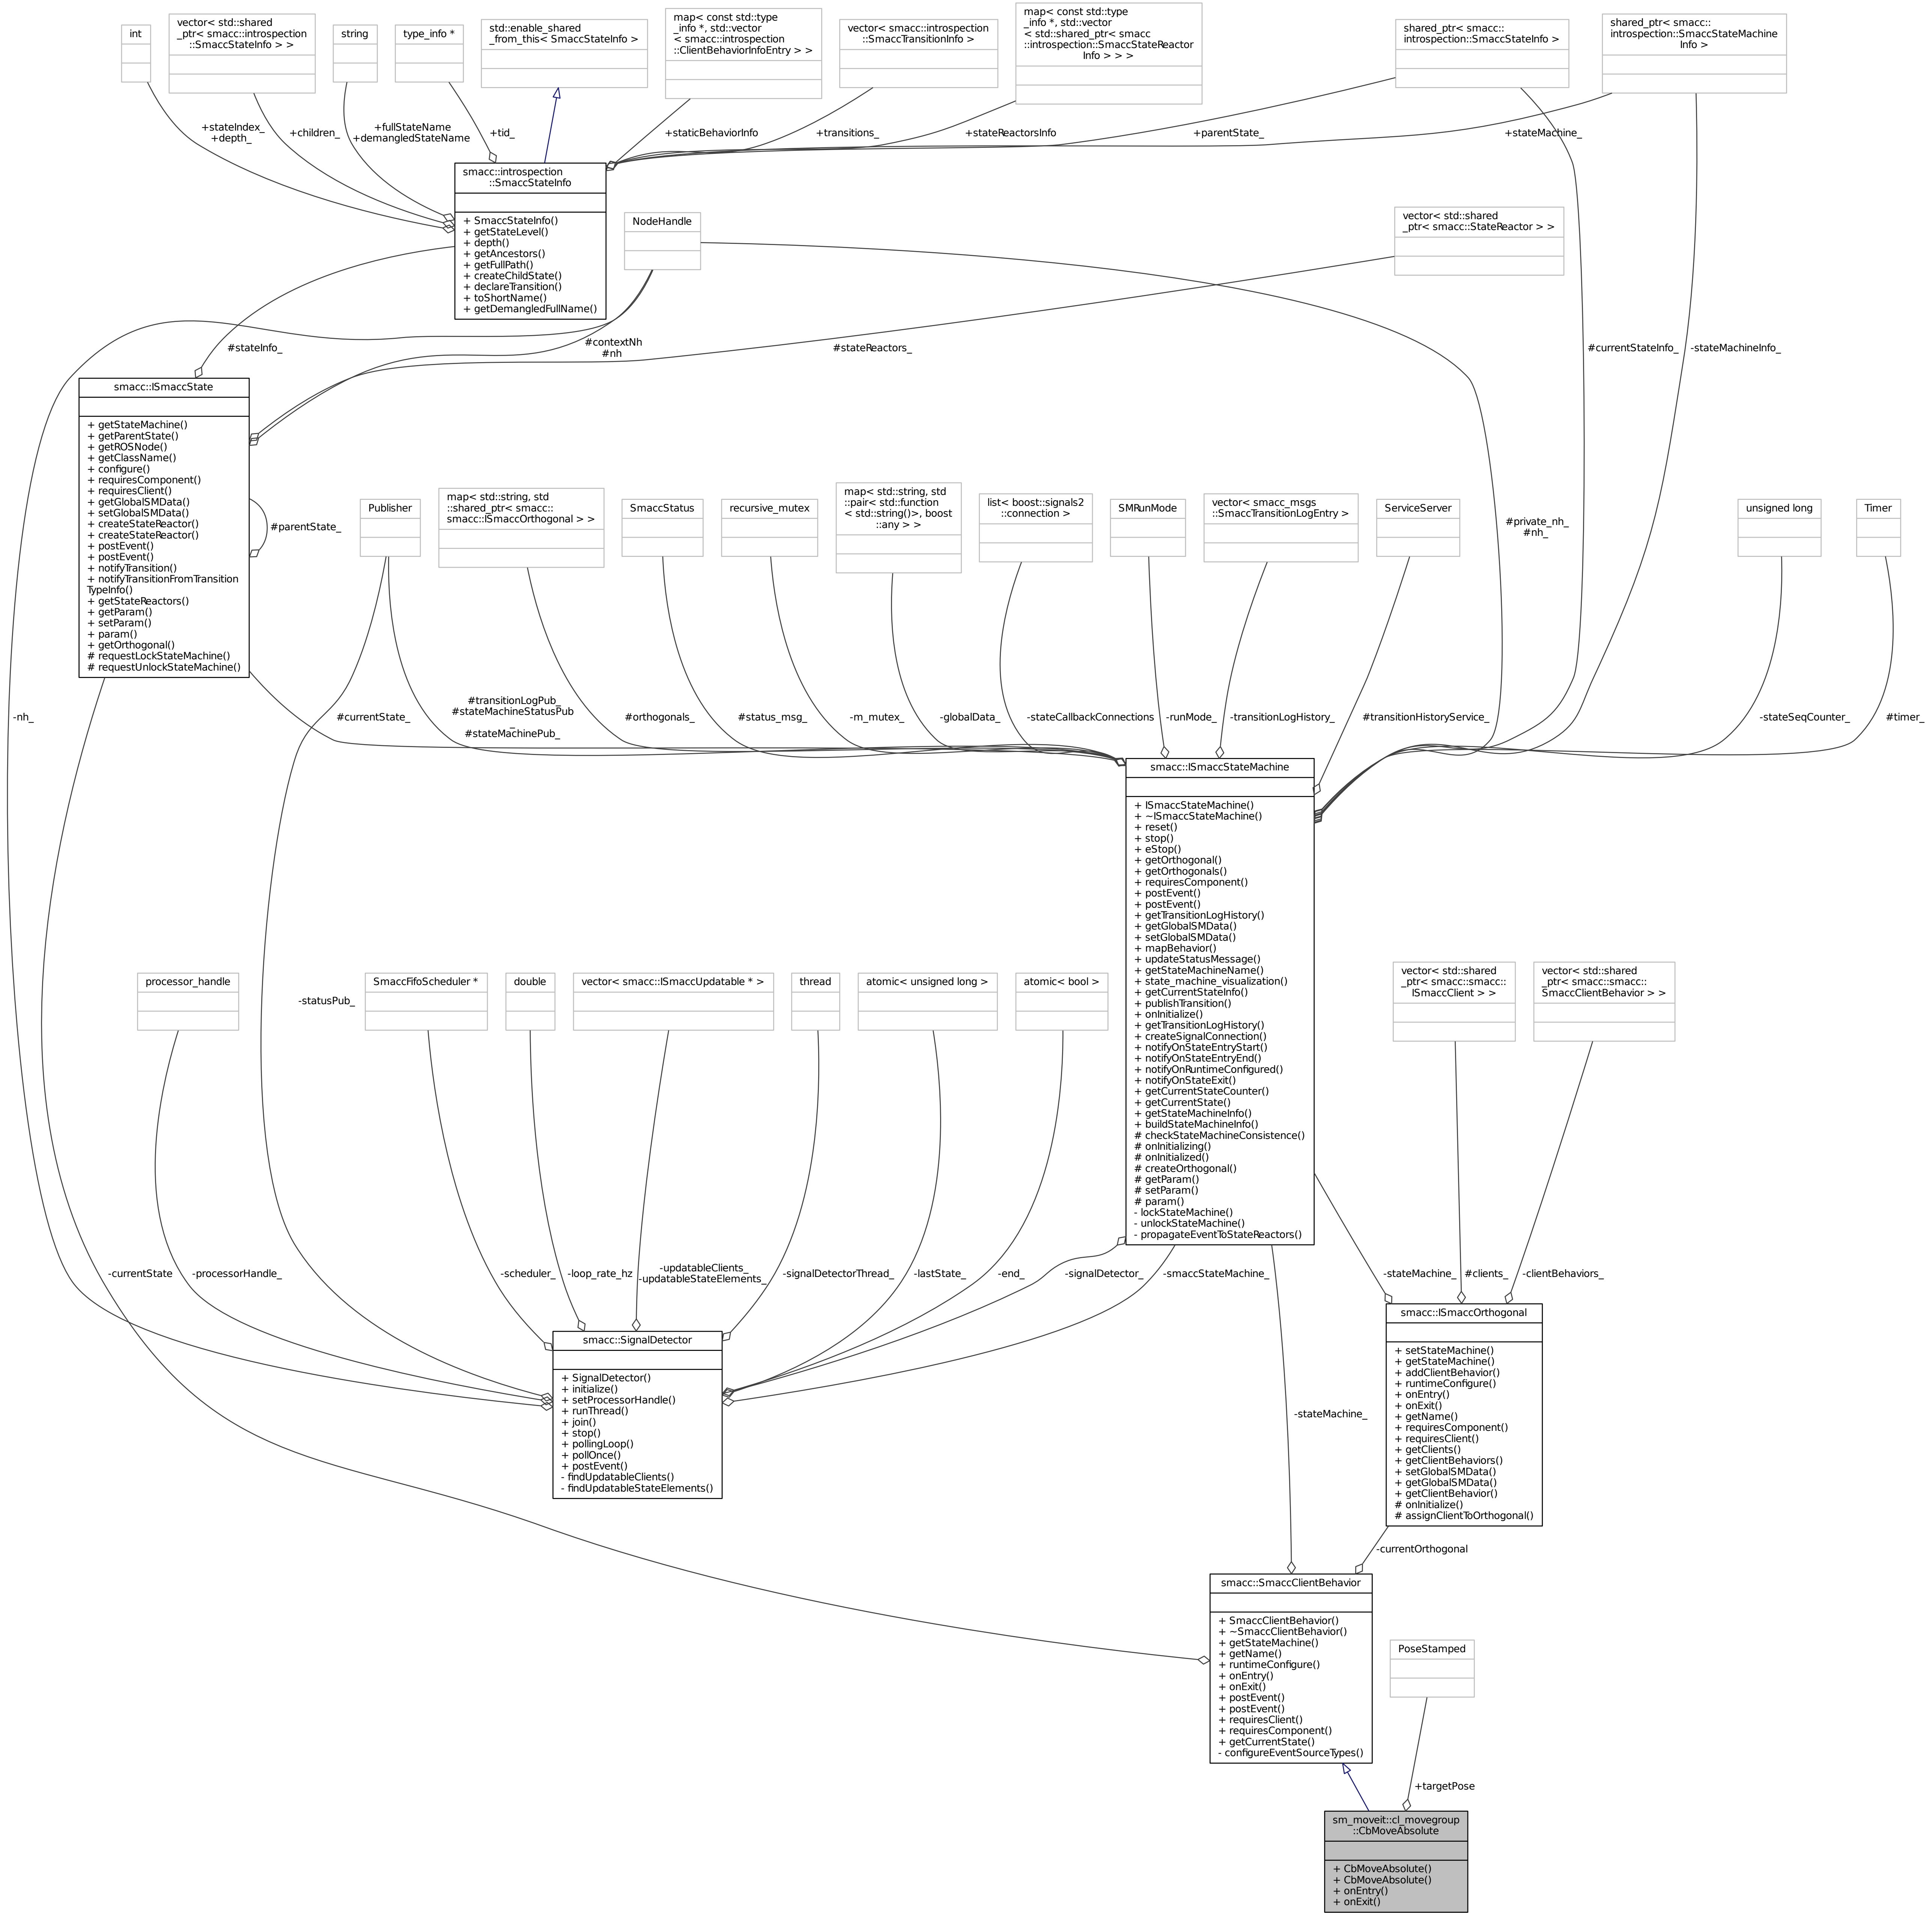 int
vector< std::shared
_ptr< smacc::introspection
::SmaccStateInfo > >
string
type_info *
std::enable_shared
_from_this< SmaccStateInfo >
map< const std::type
_info *, std::vector
< smacc::introspection
::ClientBehaviorInfoEntry > >
vector< smacc::introspection
::SmaccTransitionInfo >
map< const std::type
_info *, std::vector
< std::shared_ptr< smacc
::introspection::SmaccStateReactor
Info > > >
shared_ptr< smacc::
introspection::SmaccStateInfo >
shared_ptr< smacc::
introspection::SmaccStateMachine
Info >
+stateIndex_
+depth_
+children_
+fullStateName
+demangledStateName
+tid_
+staticBehaviorInfo
+transitions_
+stateReactorsInfo
+parentState_
+stateMachine_
smacc::introspection
::SmaccStateInfo
+ SmaccStateInfo()
+ getStateLevel()
+ depth()
+ getAncestors()
+ getFullPath()
+ createChildState()
+ declareTransition()
+ toShortName()
+ getDemangledFullName()
NodeHandle
vector< std::shared
_ptr< smacc::StateReactor > >
#stateInfo_
#contextNh
#nh
#stateReactors_
#currentStateInfo_
-stateMachineInfo_
smacc::ISmaccState
+ getStateMachine()
+ getParentState()
+ getROSNode()
+ getClassName()
+ configure()
+ requiresComponent()
+ requiresClient()
+ getGlobalSMData()
+ setGlobalSMData()
+ createStateReactor()
+ createStateReactor()
+ postEvent()
+ postEvent()
+ notifyTransition()
+ notifyTransitionFromTransition
TypeInfo()
+ getStateReactors()
+ getParam()
+ setParam()
+ param()
+ getOrthogonal()
# requestLockStateMachine()
# requestUnlockStateMachine()
#parentState_
Publisher
map< std::string, std
::shared_ptr< smacc::
smacc::ISmaccOrthogonal > >
SmaccStatus
recursive_mutex
map< std::string, std
::pair< std::function
< std::string()>, boost
::any > >
list< boost::signals2
::connection >
SMRunMode
vector< smacc_msgs
::SmaccTransitionLogEntry >
ServiceServer
#private_nh_
#nh_
unsigned long
Timer
-nh_
#currentState_
#transitionLogPub_
#stateMachineStatusPub
_
#stateMachinePub_
#orthogonals_
#status_msg_
-m_mutex_
-globalData_
-stateCallbackConnections
-runMode_
-transitionLogHistory_
#transitionHistoryService_
-stateSeqCounter_
#timer_
smacc::ISmaccStateMachine
+ ISmaccStateMachine()
+ ~ISmaccStateMachine()
+ reset()
+ stop()
+ eStop()
+ getOrthogonal()
+ getOrthogonals()
+ requiresComponent()
+ postEvent()
+ postEvent()
+ getTransitionLogHistory()
+ getGlobalSMData()
+ setGlobalSMData()
+ mapBehavior()
+ updateStatusMessage()
+ getStateMachineName()
+ state_machine_visualization()
+ getCurrentStateInfo()
+ publishTransition()
+ onInitialize()
+ getTransitionLogHistory()
+ createSignalConnection()
+ notifyOnStateEntryStart()
+ notifyOnStateEntryEnd()
+ notifyOnRuntimeConfigured()
+ notifyOnStateExit()
+ getCurrentStateCounter()
+ getCurrentState()
+ getStateMachineInfo()
+ buildStateMachineInfo()
# checkStateMachineConsistence()
# onInitializing()
# onInitialized()
# createOrthogonal()
# getParam()
# setParam()
# param()
- lockStateMachine()
- unlockStateMachine()
- propagateEventToStateReactors()
processor_handle
-statusPub_
SmaccFifoScheduler *
double
vector< smacc::ISmaccUpdatable * >
thread
atomic< unsigned long >
atomic< bool >
vector< std::shared
_ptr< smacc::smacc::
ISmaccClient > >
vector< std::shared
_ptr< smacc::smacc::
SmaccClientBehavior > >
-currentState
-processorHandle_
-scheduler_
-loop_rate_hz
-updatableClients_
-updatableStateElements_
-signalDetectorThread_
-lastState_
-end_
-signalDetector_
-smaccStateMachine_
-stateMachine_
#clients_
-clientBehaviors_
smacc::SignalDetector
+ SignalDetector()
+ initialize()
+ setProcessorHandle()
+ runThread()
+ join()
+ stop()
+ pollingLoop()
+ pollOnce()
+ postEvent()
- findUpdatableClients()
- findUpdatableStateElements()
-stateMachine_
smacc::ISmaccOrthogonal
+ setStateMachine()
+ getStateMachine()
+ addClientBehavior()
+ runtimeConfigure()
+ onEntry()
+ onExit()
+ getName()
+ requiresComponent()
+ requiresClient()
+ getClients()
+ getClientBehaviors()
+ setGlobalSMData()
+ getGlobalSMData()
+ getClientBehavior()
# onInitialize()
# assignClientToOrthogonal()
-currentOrthogonal
smacc::SmaccClientBehavior
+ SmaccClientBehavior()
+ ~SmaccClientBehavior()
+ getStateMachine()
+ getName()
+ runtimeConfigure()
+ onEntry()
+ onExit()
+ postEvent()
+ postEvent()
+ requiresClient()
+ requiresComponent()
+ getCurrentState()
- configureEventSourceTypes()
PoseStamped
+targetPose
sm_moveit::cl_movegroup
::CbMoveAbsolute
+ CbMoveAbsolute()
+ CbMoveAbsolute()
+ onEntry()
+ onExit()